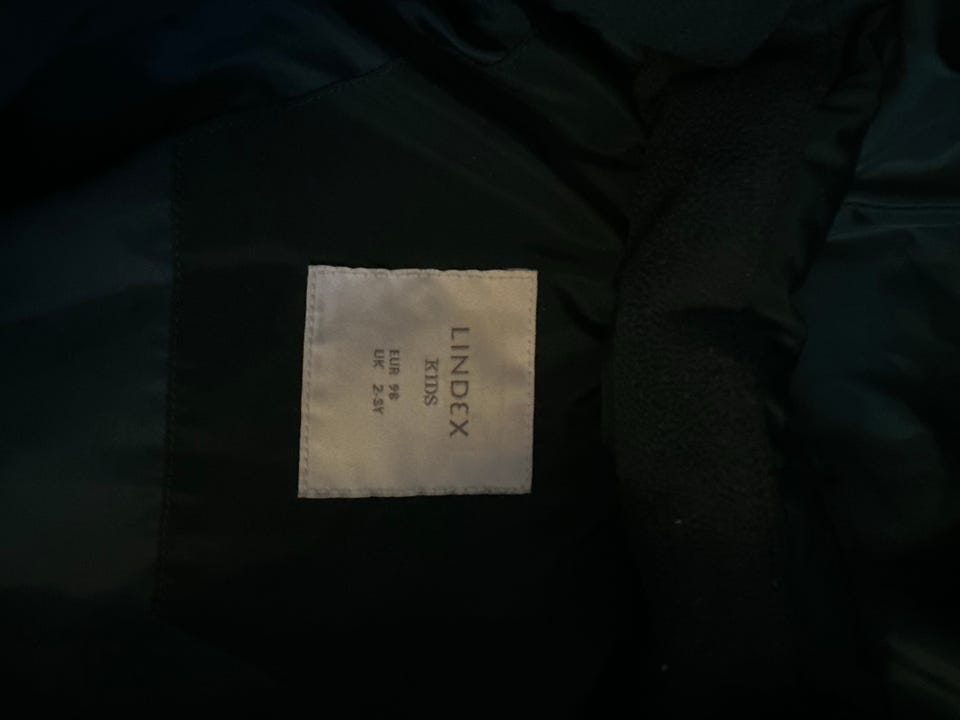 LINDEX
KIDS
EUR 98
UK 2-3Y